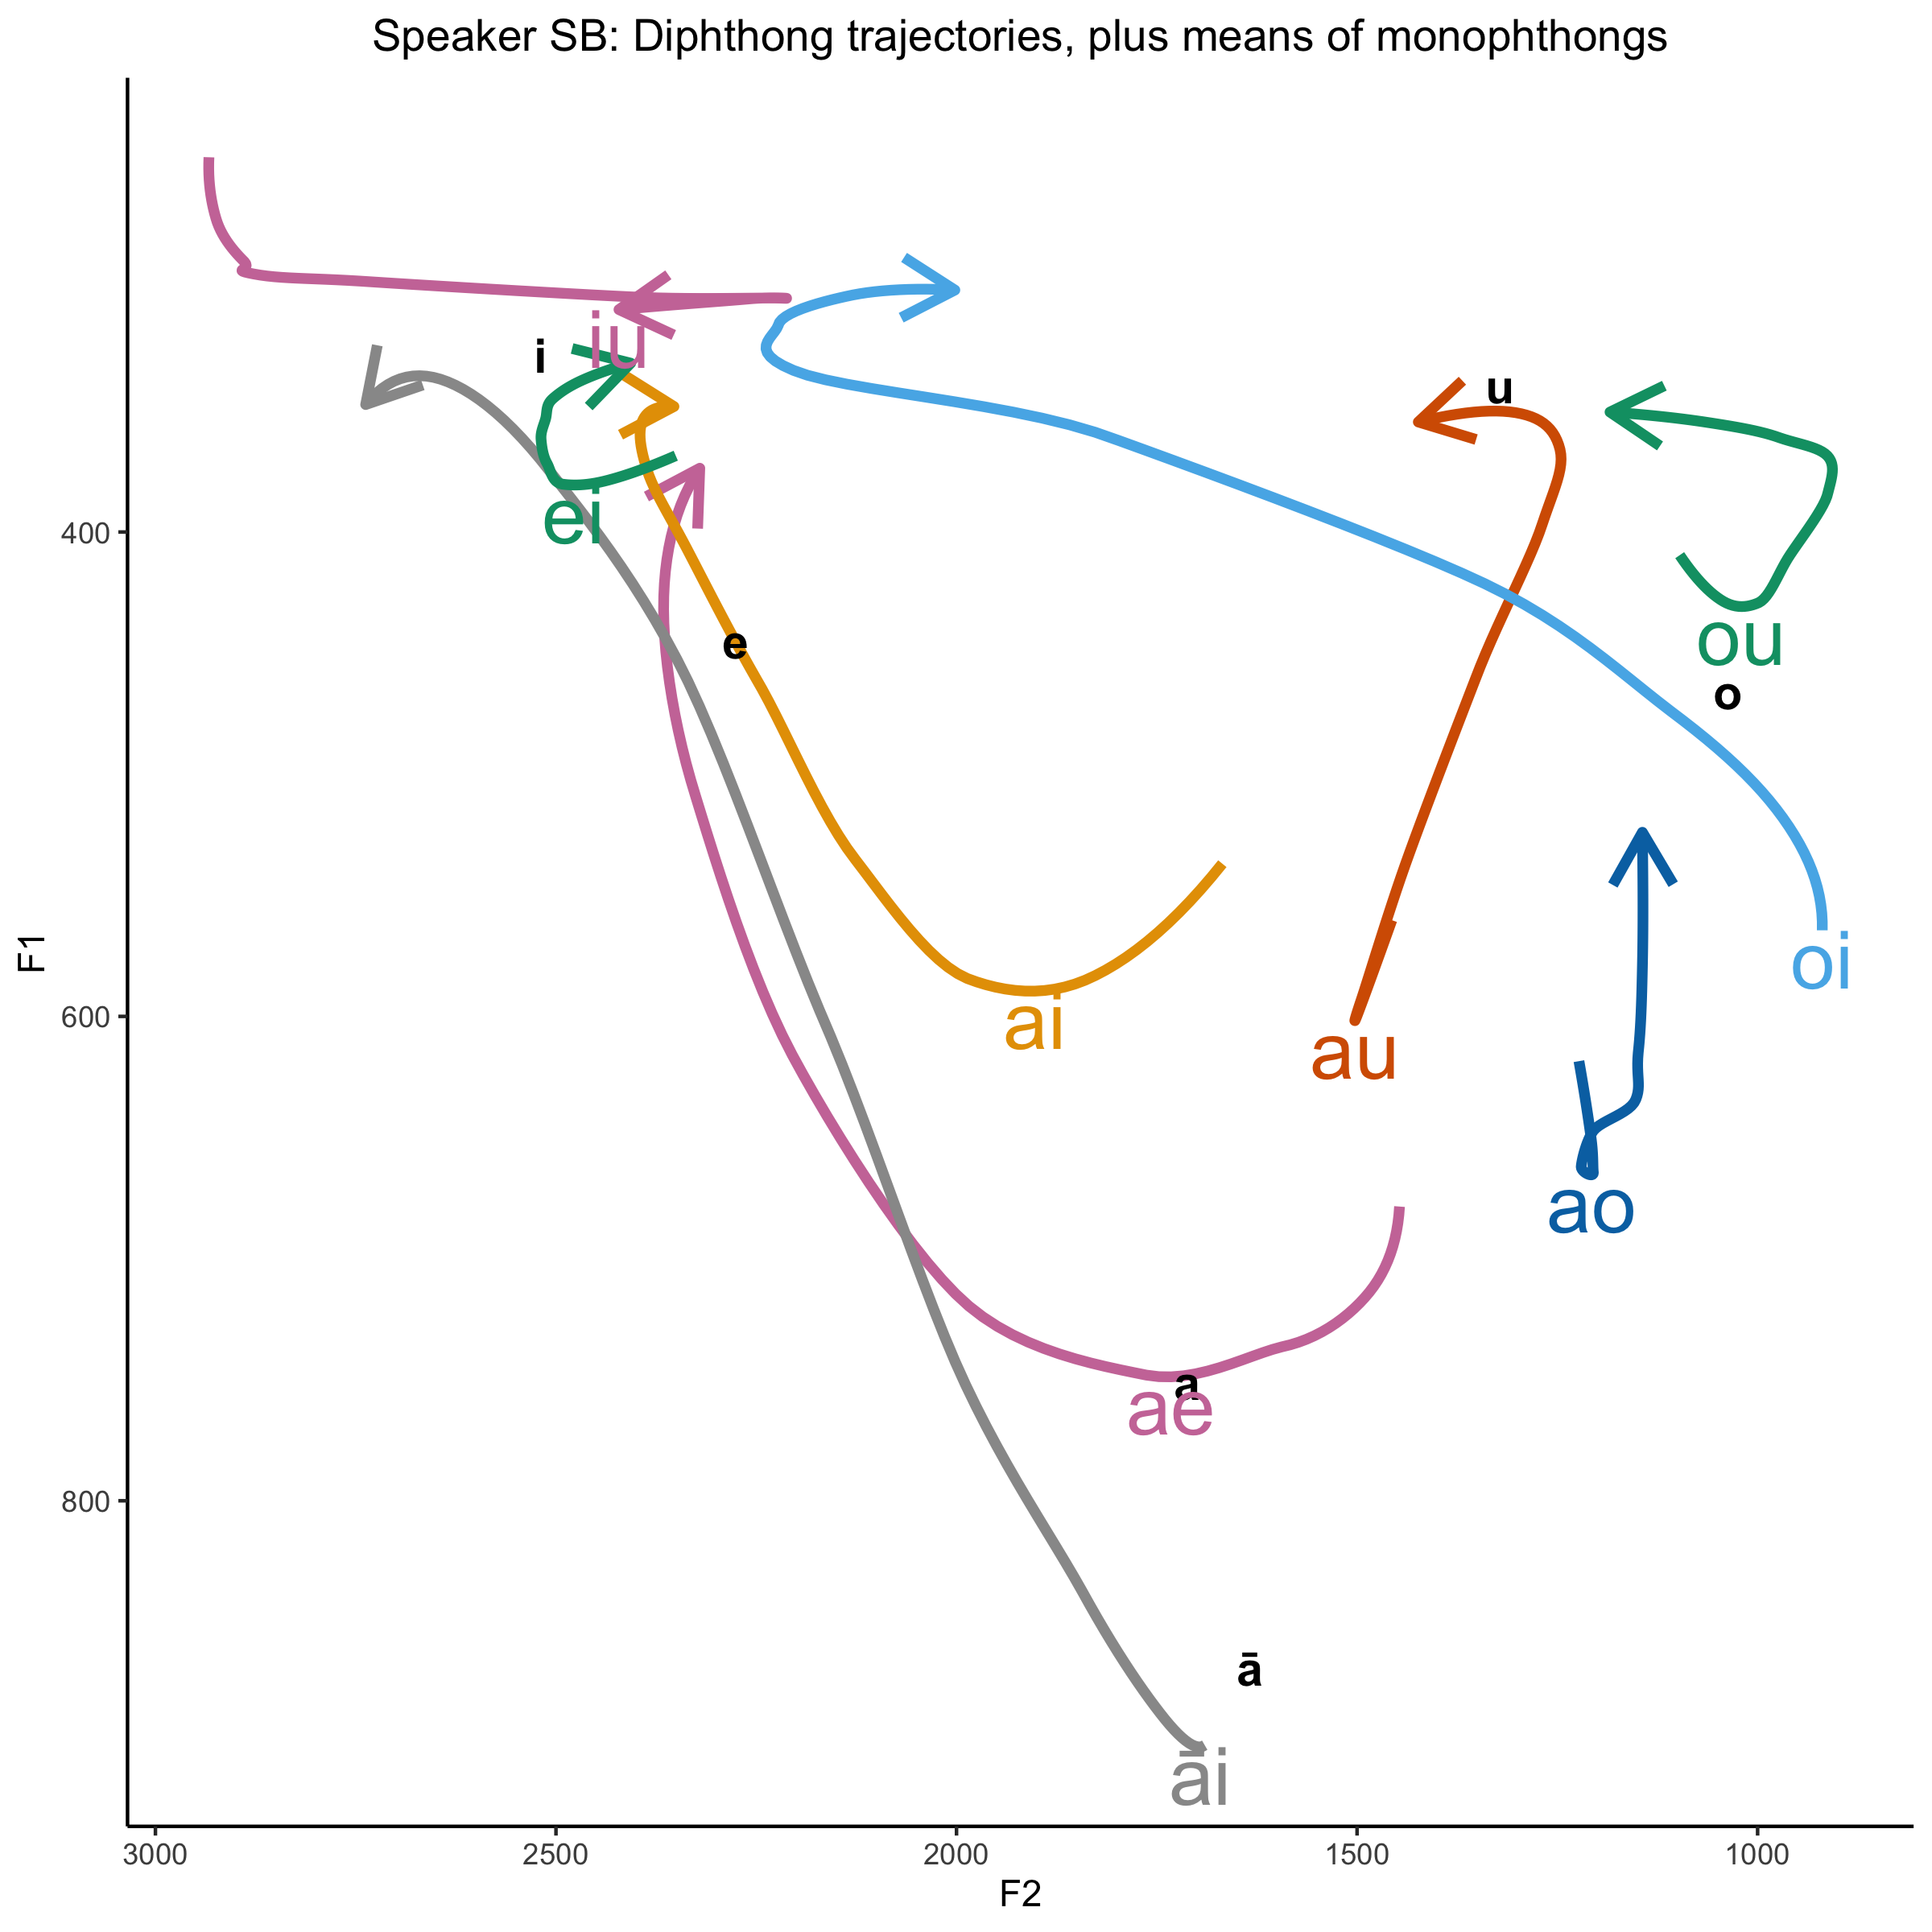 Speaker SB: Diphthong trajectories, plus means of monophthongs
iu
i
u
ei
e
ou
o
oi
ai
au
ao
a
ae
ā
āi
400
600
800
F1
3000
2500
2000
1500
1000
F2